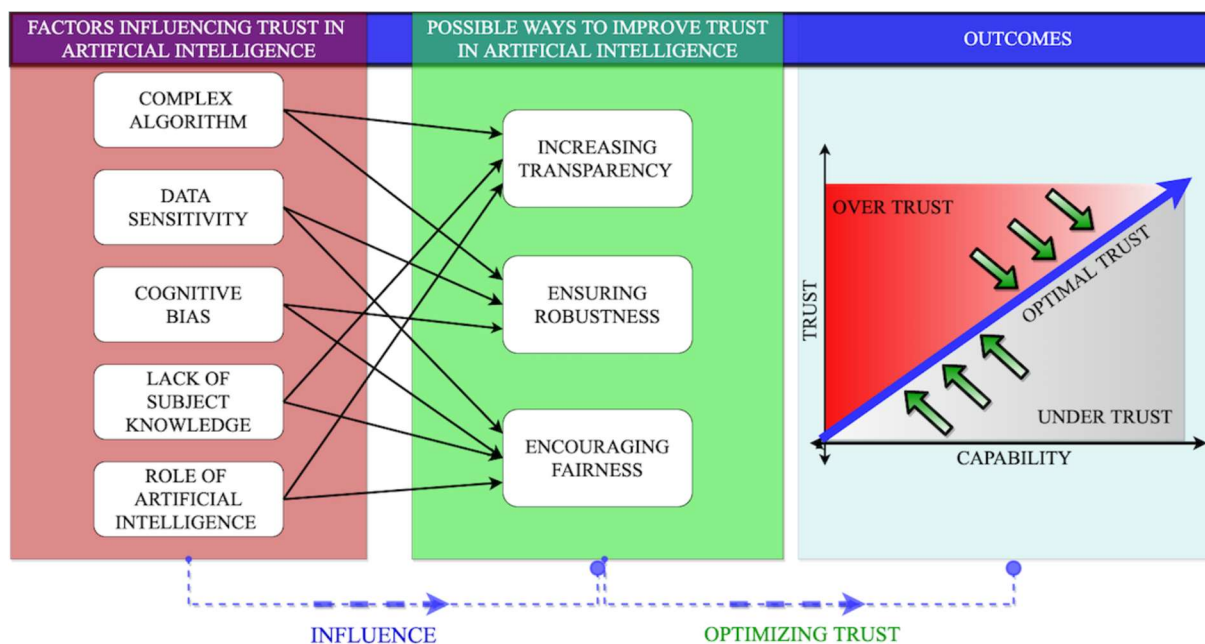 FACTORS INFLUENCING TRUST IN
ARTIFICIAL INTELLIGENCE
POSSIBLE WAYS TO IMPROVE TRUST
IN ARTIFICIAL INTELLIGENCE
OUTCOMES
COMPLEX
ALGORITHM
DATA
SENSITIVITY
COGNITIVE
BIAS
LACK OF
SUBJECT
KNOWLEDGE
ROLE OF
ARTIFICIAL
INTELLIGENCE
INCREASING
TRANSPARENCY
ENSURING
ROBUSTNESS
ENCOURAGING
FAIRNESS
OVER TRUST
OPTIMAL TRUST
UNDER TRUST
TRUST
CAPABILITY
INFLUENCE
OPTIMIZING TRUST